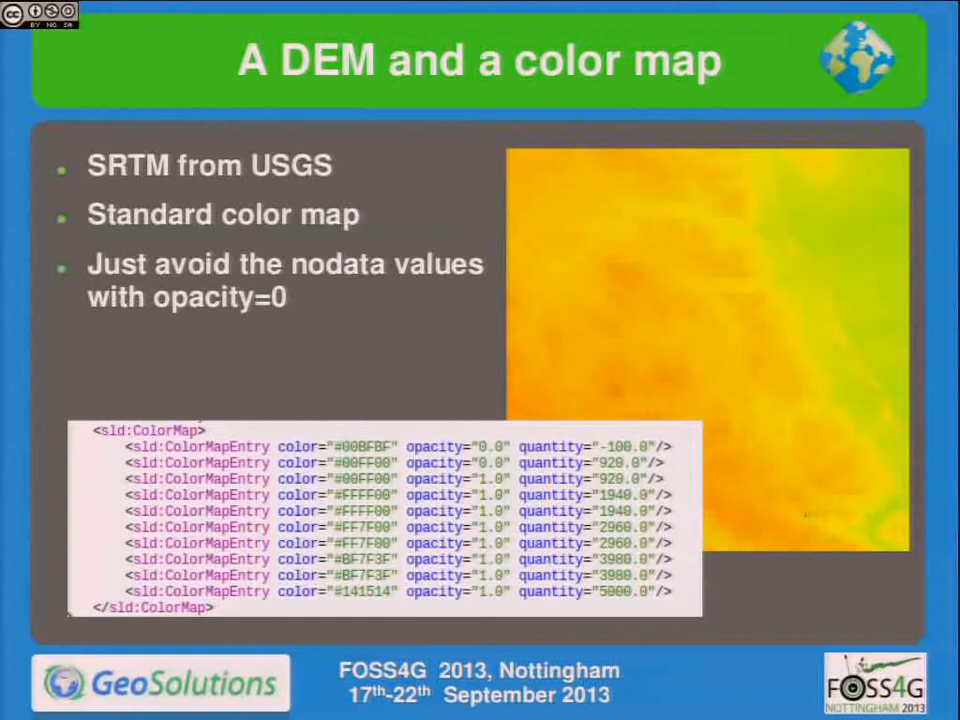 BY NC SA
A DEM and a color map
SRTM from USGS
Standard color map
Just avoid the nodata values
with opacity=0
<sld:ColorMap>
<sld:ColorMapEntry color="#00BFBF" opacity="0.0" quantity="-100.0"/>
<sld:ColorMapEntry color="#00FF00" opacity="0.0" quantity="920.0"/>
<sld:ColorMapEntry color="#00FF00" opacity="1.0" quantity="920.0"/>
<sld:ColorMapEntry color="#FFFF00" opacity="1.0" quantity="1940.0"/>
<sld:ColorMapEntry color="#FFFF00" opacity="1.0" quantity="1940.0"/>
<sld:ColorMapEntry color="#FF7F00" opacity="1.0" quantity="2960.0"/>
<sld:ColorMapEntry color="#FF7F00" opacity="1.0" quantity="2960.0"/>
<sld:ColorMapEntry color="#BF7F3F" opacity="1.0" quantity="3980.0"/>
<sld:ColorMapEntry color="#BF7F3F" opacity="1.0" quantity="3980.0"/>
<sld:ColorMapEntry color="#141514" opacity="1.0" quantity="5000.0"/>
</sld:ColorMap>
GeoSolutions
FOSS4G 2013, Nottingham
17th-22th September 2013
FOSS4G
NOTTINGHAM 2013